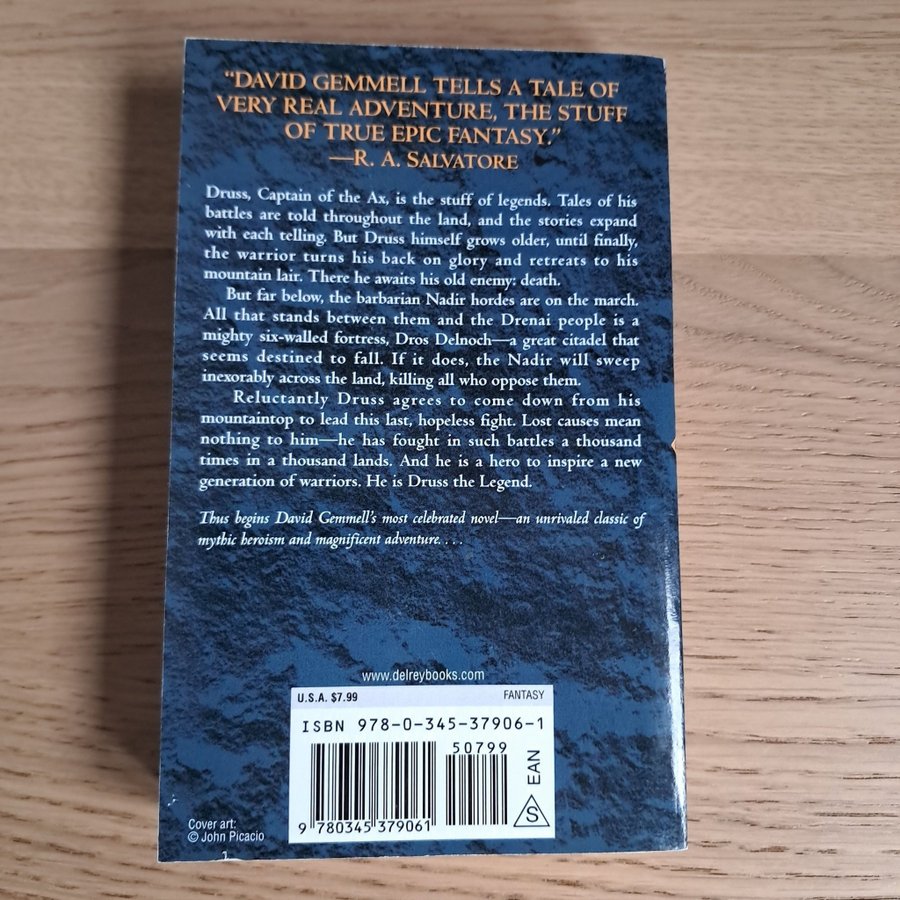 “DAVID GEMMELL TELLS A TALE OF
VERY REAL ADVENTURE, THE STUFF
OF TRUE EPIC FANTASY.”
—R. A. SALVATORE
Druss, Captain of the Ax, is the stuff of legends. Tales of his
battles are told throughout the land, and the stories expand
with each telling. But Druss himself grows older, until finally,
the warrior turns his back on glory and retreats to his
mountain lair. There he awaits his old enemy: death.
But far below, the barbarian Nadir hordes are on the march.
All that stands between them and the Drenai people is a
mighty six-walled fortress, Dros Delnoch—a great citadel that
seems destined to fall. If it does, the Nadir will sweep
inexorably across the land, killing all who oppose them.
Reluctantly Druss agrees to come down from his
mountaintop to lead this last, hopeless fight. Lost causes mean
nothing to him—he has fought in such battles a thousand
times in a thousand lands. And he is a hero to inspire a new
generation of warriors. He is Druss the Legend.
Thus begins David Gemmell’s most celebrated novel—an unrivaled classic of
mythic heroism and magnificent adventure. . . .
www.delreybooks.com
U.S.A. $7.99 FANTASY
ISBN 978-0-345-37906-1
50799
EAN
S
9 780345 379061
Cover art:
© John Picacio